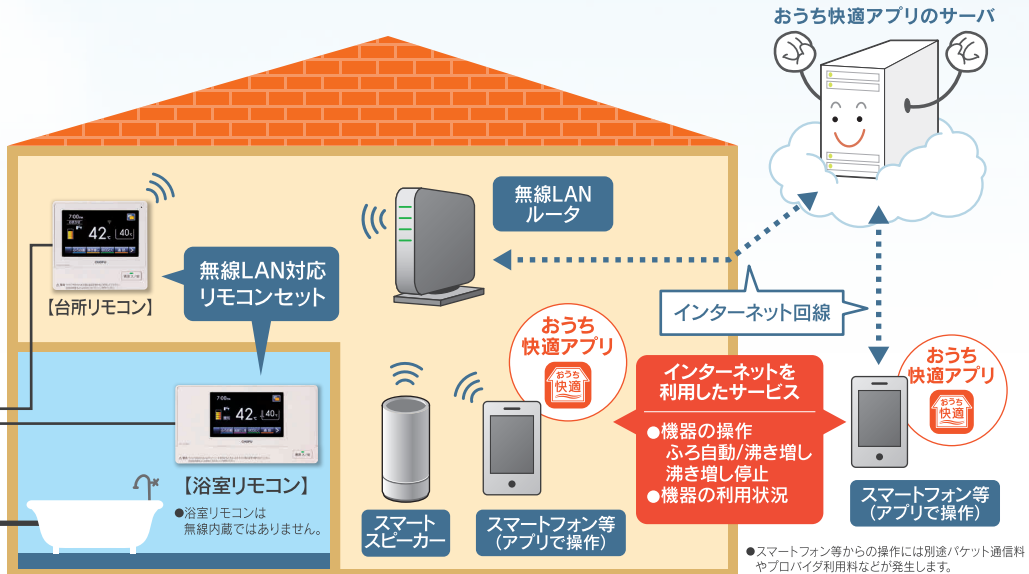 おうち快適アプリのサーバ
無線LAN
ルータ
7:00
42℃
40℃
CHOFU
【台所リモコン】
無線LAN対応
リモコンセット
インターネット回線
おうち
快適アプリ
おうち
快適
インターネットを
利用したサービス
●機器の操作
ふろ自動/沸き増し
沸き増し停止
●機器の利用状況
おうち
快適アプリ
おうち
快適
7:00
42℃
40℃
CHOFU
【浴室リモコン】
●浴室リモコンは
無線内蔵ではありません。
スマート
スピーカー
スマートフォン等
(アプリで操作)
スマートフォン等
(アプリで操作)
●スマートフォン等からの操作には別途パケット通信料
やプロバイダ利用料などが発生します。